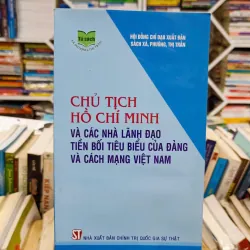 Tủ sách
HỘI ĐỒNG CHỈ ĐẠO XUẤT BẢN
SÁCH XÃ, PHƯỜNG, THỊ TRẤN
CHỦ TỊCH
HỒ CHÍ MINH
VÀ CÁC NHÀ LÃNH ĐẠO
TIỀN BỐI TIÊU BIỂU CỦA ĐẢNG
VÀ CÁCH MẠNG VIỆT NAM
NHÀ XUẤT BẢN CHÍNH TRỊ QUỐC GIA SỰ THẬT